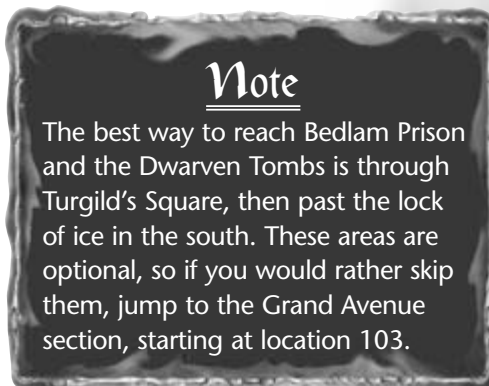 Note
The best way to reach Bedlam Prison
and the Dwarven Tombs is through
Turgild’s Square, then past the lock
of ice in the south. These areas are
optional, so if you would rather skip
them, jump to the Grand Avenue
section, starting at location 103.